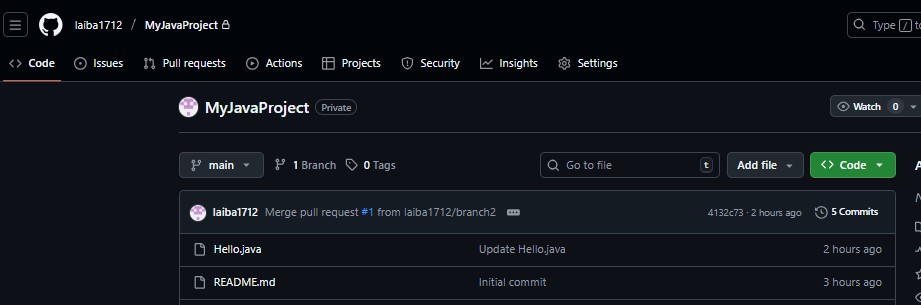 laiba1712 / MyJavaProject
Type / to
Code Issues Pull requests Actions Projects Security Insights Settings
MyJavaProject Private
Watch 0
main 1 Branch 0 Tags Go to file t Add file Code
laiba1712 Merge pull request #1 from laiba1712/branch2 4132c73 · 2 hours ago 5 Commits
Hello.java Update Hello.java 2 hours ago
README.md Initial commit 3 hours ago